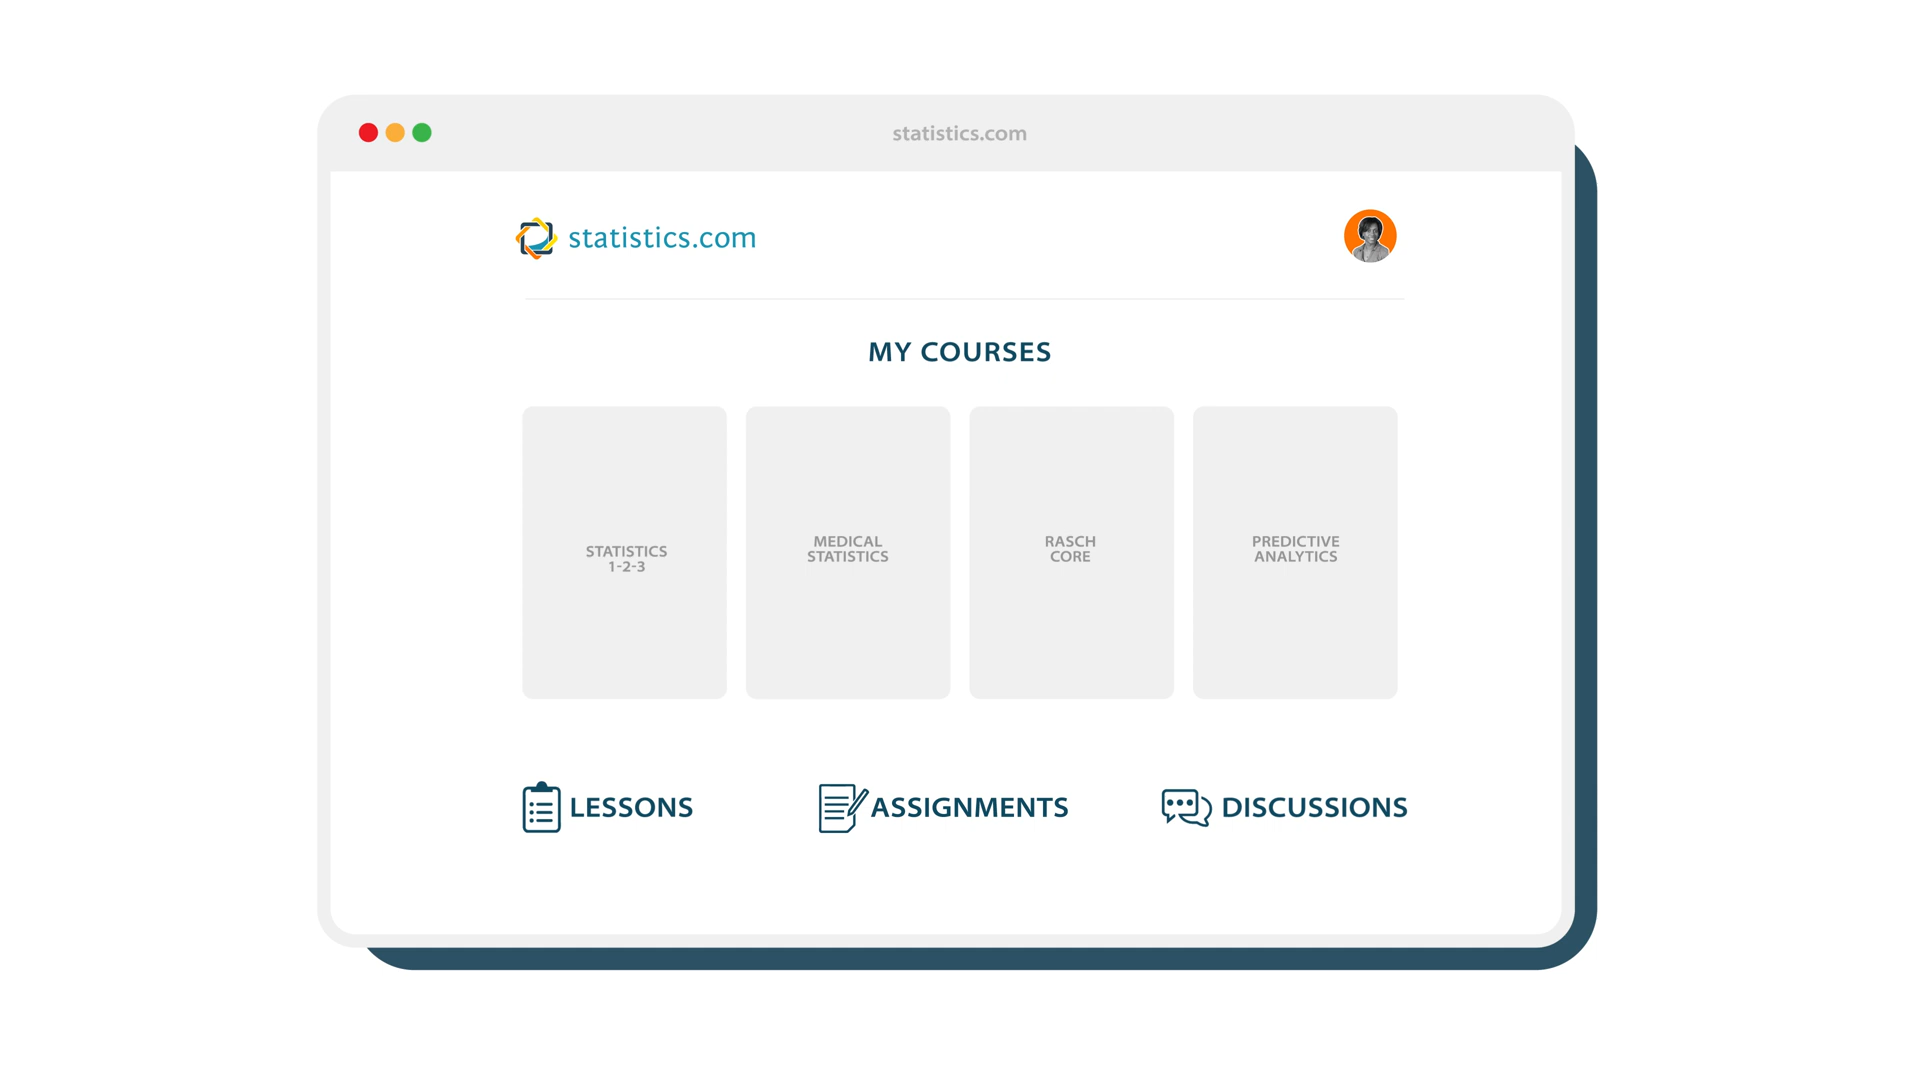 statistics.com
statistics.com
MY COURSES
STATISTICS
1-2-3
MEDICAL
STATISTICS
RASCH
CORE
PREDICTIVE
ANALYTICS
LESSONS
ASSIGNMENTS
DISCUSSIONS